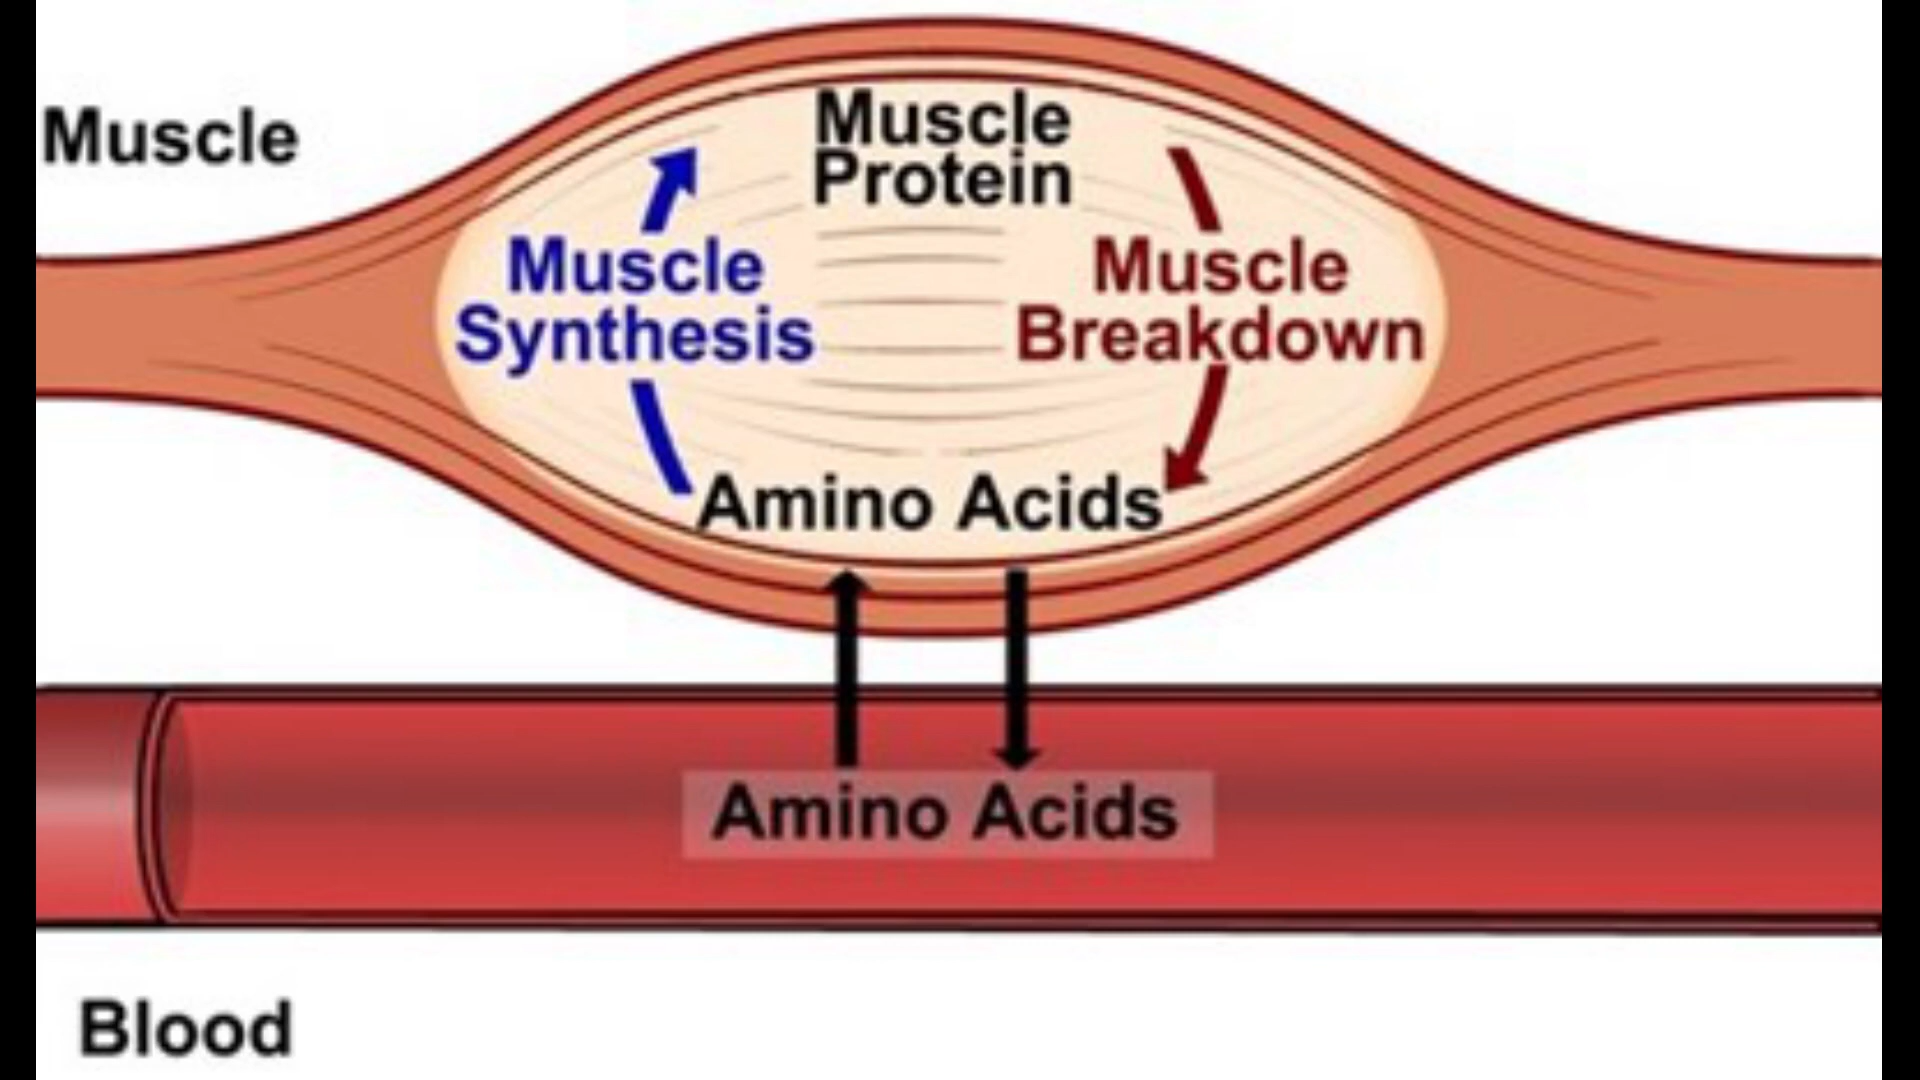 Muscle
Muscle
Protein
Muscle
Synthesis
Muscle
Breakdown
Amino Acids
Amino Acids
Blood